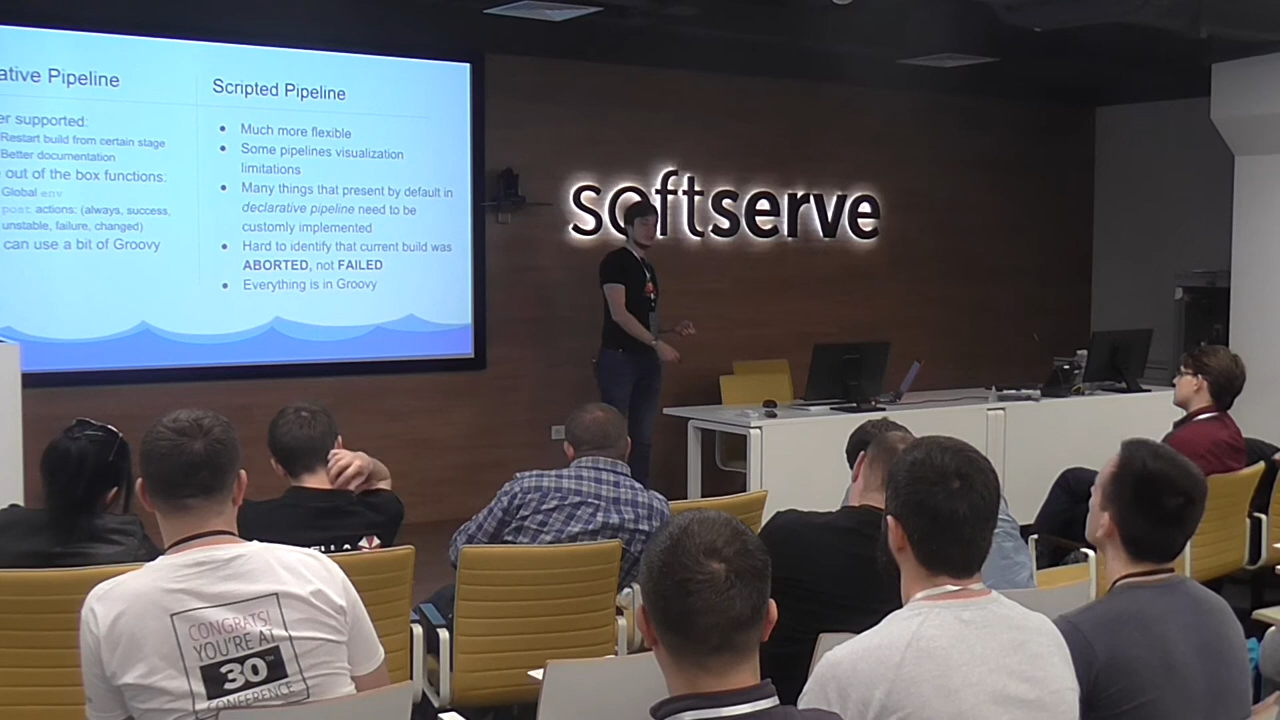 ative Pipeline
er supported:
Restart build from certain stage
Better documentation
out of the box functions:
Global env
post actions: (always, success,
unstable, failure, changed)
can use a bit of Groovy
Scripted Pipeline
Much more flexible
Some pipelines visualization
limitations
Many things that present by default in
declarative pipeline need to be
customly implemented
Hard to identify that current build was
ABORTED, not FAILED
Everything is in Groovy
softserve
CONGRATS!
YOU'RE AT
30TH
CONFERENCE